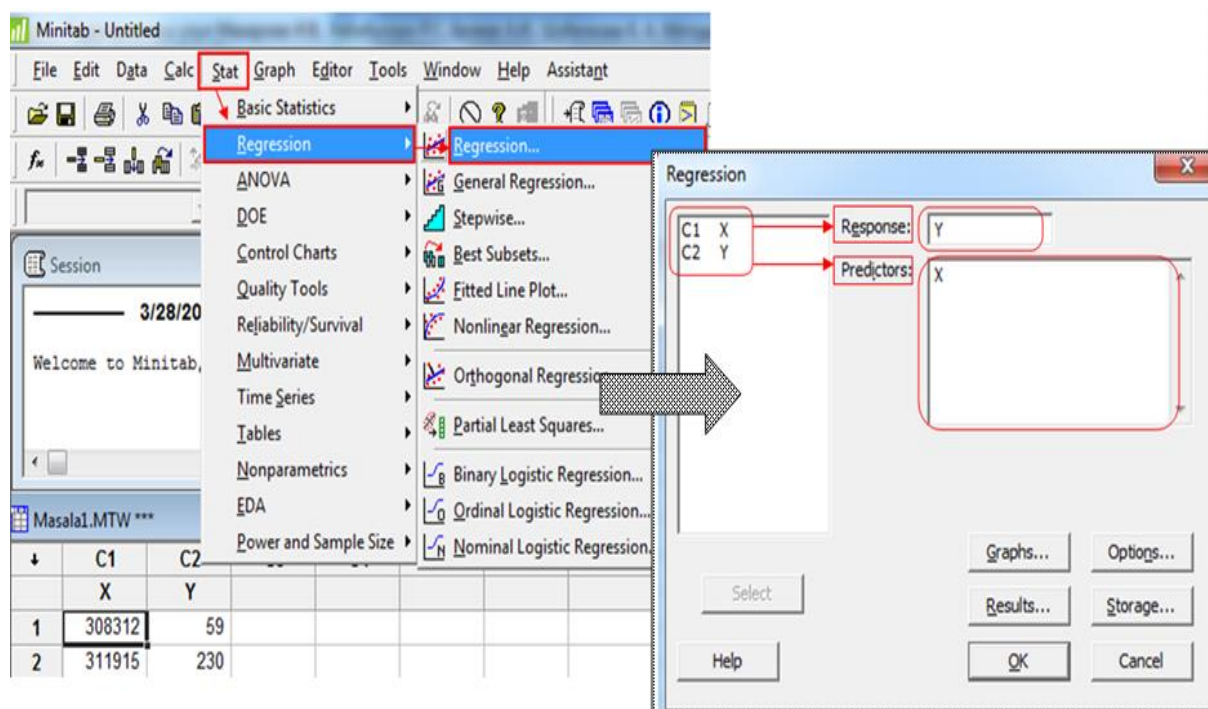 Minitab - Untitled
File Edit Data Calc Stat Graph Editor Tools Window Help Assistant
Basic Statistics
Regression
ANOVA
DOE
Control Charts
Quality Tools
Reliability/Survival
Multivariate
Time Series
Tables
Nonparametrics
EDA
Power and Sample Size
Regression...
General Regression...
Stepwise...
Best Subsets...
Fitted Line Plot...
Nonlinear Regression...
Orthogonal Regression
Partial Least Squares...
Binary Logistic Regression...
Ordinal Logistic Regression...
Nominal Logistic Regression.
Session
3/28/20
Welcome to Minitab,
Masala1.MTW ***
C1 C2
X Y
1 308312 59
2 311915 230
Regression
C1 X
C2 Y
Response: Y
Predictors: X
Select
Graphs... Options...
Results... Storage...
Help OK Cancel